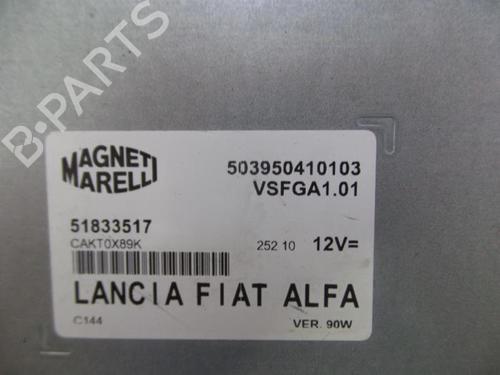 B-PARTS
MAGNETI
MARELLI
503950410103
VSFGA1.01
51833517
CAKT0X89K
252 10 12V=
LANCIA FIAT ALFA
C144
VER. 90W